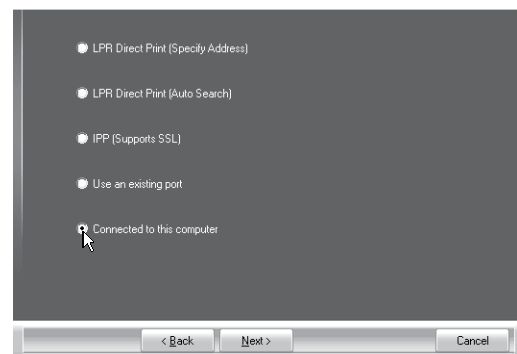 LPR Direct Print (Specify Address)
LPR Direct Print (Auto Search)
IPP (Supports SSL)
Use an existing port
Connected to this computer
< Back Next > Cancel